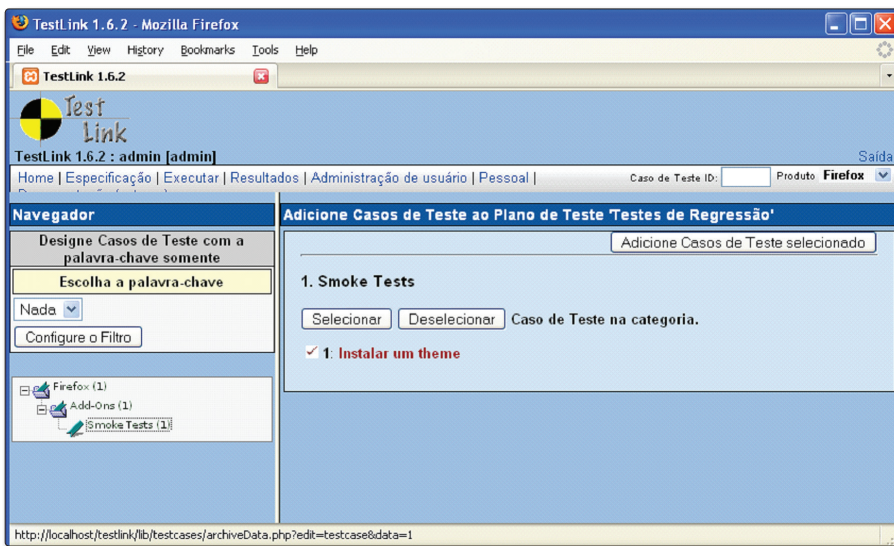 TestLink 1.6.2 - Mozilla Firefox
File Edit View History Bookmarks Tools Help
TestLink 1.6.2
Test
Link
TestLink 1.6.2 : admin [admin]
Saída
Home | Especificação | Executar | Resultados | Administração de usuário | Pessoal |
Caso de Teste ID:
Produto Firefox
Navegador
Designe Casos de Teste com a
palavra-chave somente
Escolha a palavra-chave
Nada
Configure o Filtro
Firefox (1)
Add-Ons (1)
Smoke Tests (1)
Adicione Casos de Teste ao Plano de Teste 'Testes de Regressão'
Adicione Casos de Teste selecionado
1. Smoke Tests
Selecionar Deselecionar Caso de Teste na categoria.
1: Instalar um theme
http://localhost/testlink/lib/testcases/archiveData.php?edit=testcase&data=1